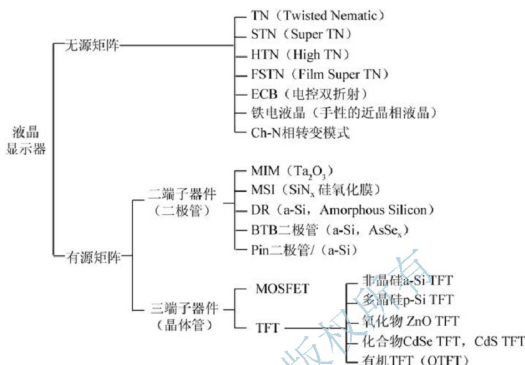 TN（Twisted Nematic）
STN（Super TN）
无源矩阵
HTN（High TN）
FSTN（Film Super TN）
ECB（电控双折射）
铁电液晶（手性的近晶相液晶）
Ch-N相转变模式
液晶
显示器
MIM（Ta₂O₃）
二端子器件
（二极管）
MSI（SiNₓ 硅氧化膜）
DR（a-Si，Amorphous Silicon）
BTB二极管（a-Si，AsSeₓ）
Pin二极管/（a-Si）
有源矩阵
三端子器件
（晶体管）
MOSFET
TFT
非晶硅a-Si TFT
多晶硅p-Si TFT
氧化物 ZnO TFT
化合物CdSe TFT，CdS TFT
有机TFT（OTFT）
版权所有